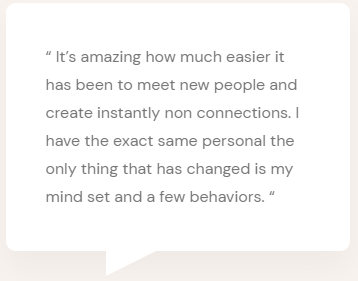 “ It’s amazing how much easier it
has been to meet new people and
create instantly non connections. I
have the exact same personal the
only thing that has changed is my
mind set and a few behaviors. “